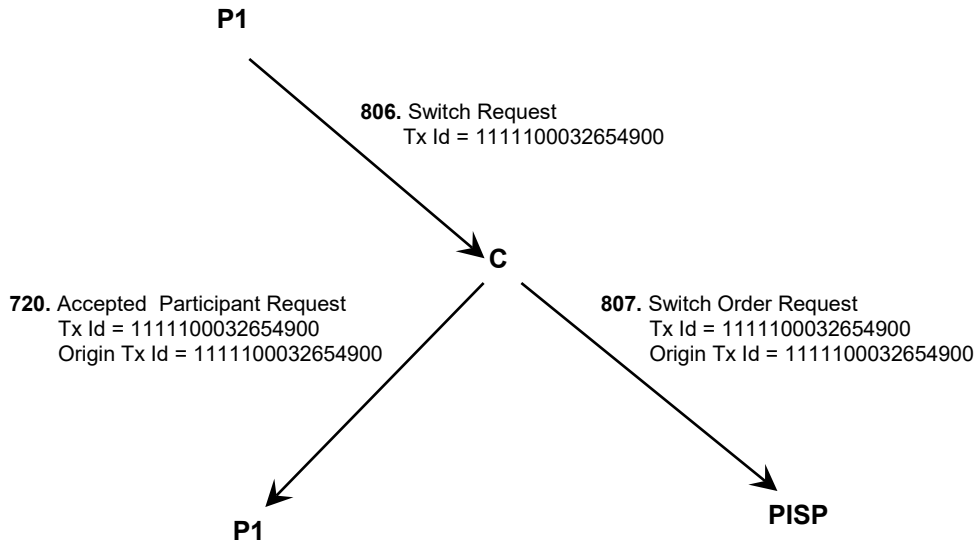 P1
806. Switch Request
Tx Id = 1111100032654900
C
720. Accepted  Participant Request
Tx Id = 1111100032654900
Origin Tx Id = 1111100032654900
807. Switch Order Request
Tx Id = 1111100032654900
Origin Tx Id = 1111100032654900
P1
PISP